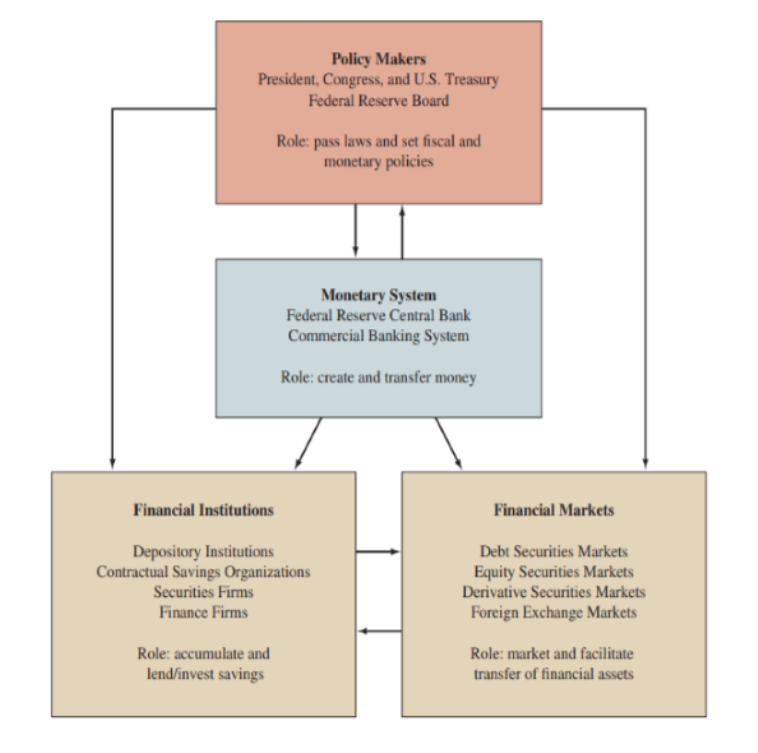 Policy Makers
President, Congress, and U.S. Treasury
Federal Reserve Board
Role: pass laws and set fiscal and
monetary policies
Monetary System
Federal Reserve Central Bank
Commercial Banking System
Role: create and transfer money
Financial Institutions
Depository Institutions
Contractual Savings Organizations
Securities Firms
Finance Firms
Role: accumulate and
lend/invest savings
Financial Markets
Debt Securities Markets
Equity Securities Markets
Derivative Securities Markets
Foreign Exchange Markets
Role: market and facilitate
transfer of financial assets